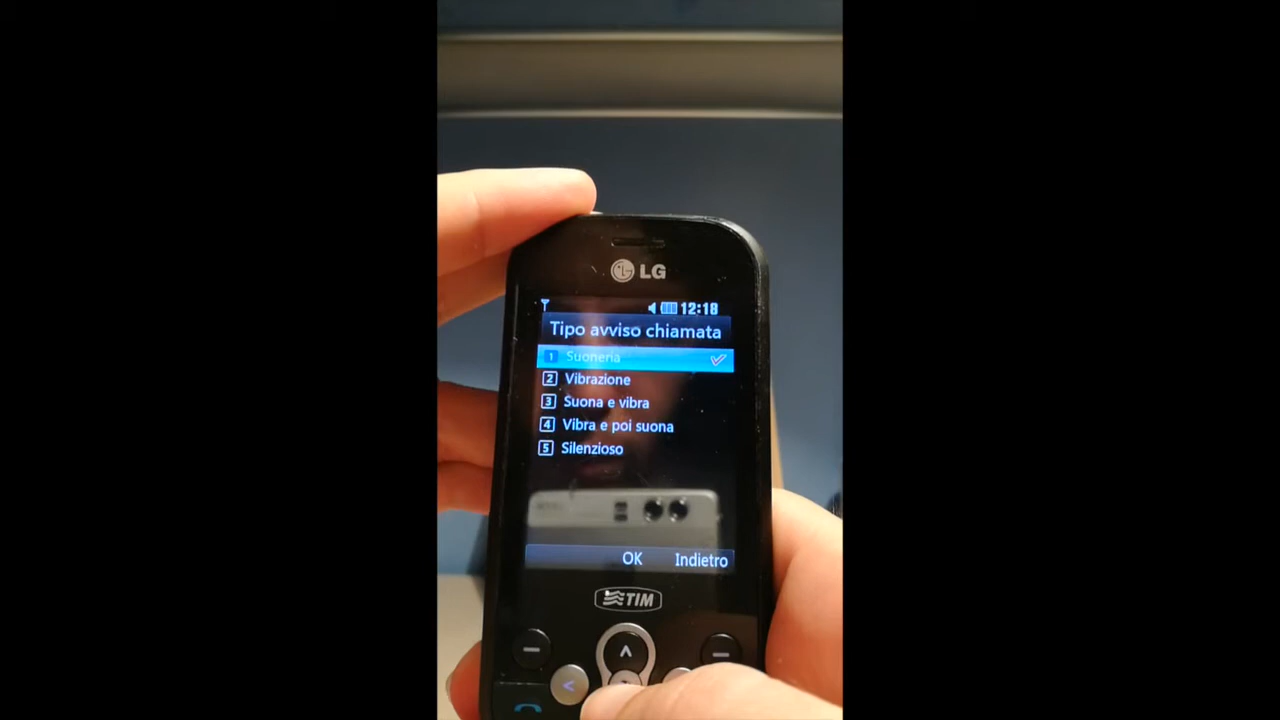 LG
12:18
Tipo avviso chiamata
1 Suoneria
2 Vibrazione
3 Suona e vibra
4 Vibra e poi suona
5 Silenzioso
OK Indietro
TIM